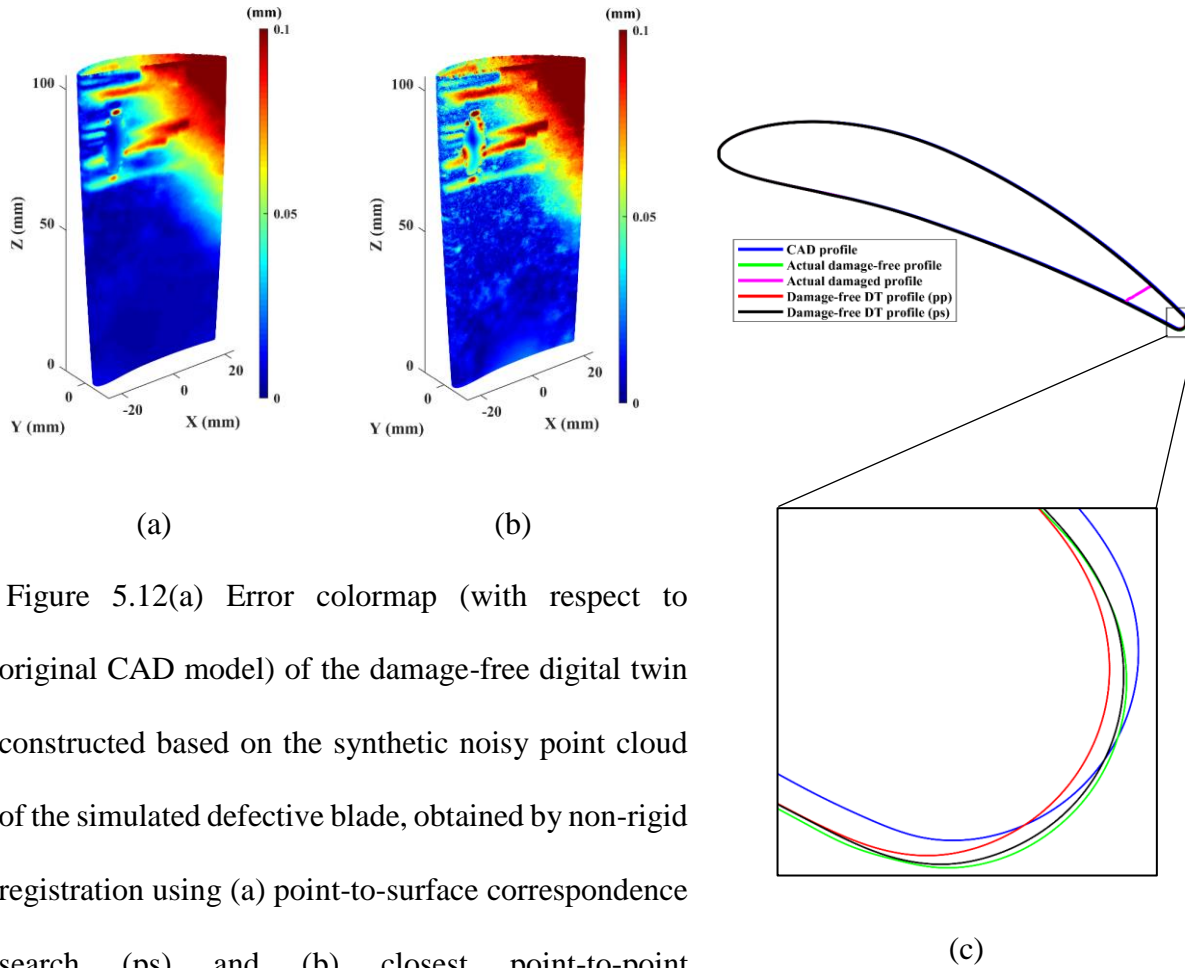 (mm)
0.1
100
0.05
50
Z (mm)
0
0
0
20
0
-20
Y (mm)
X (mm)
(mm)
0.1
100
0.05
50
Z (mm)
0
0
0
20
0
-20
Y (mm)
X (mm)
CAD profile
Actual damage-free profile
Actual damaged profile
Damage-free DT profile (pp)
Damage-free DT profile (ps)
(a)
(b)
Figure 5.12(a) Error colormap (with respect to
original CAD model) of the damage-free digital twin
constructed based on the synthetic noisy point cloud
of the simulated defective blade, obtained by non-rigid
registration using (a) point-to-surface correspondence
search (ps) and (b) closest point-to-point
(c)